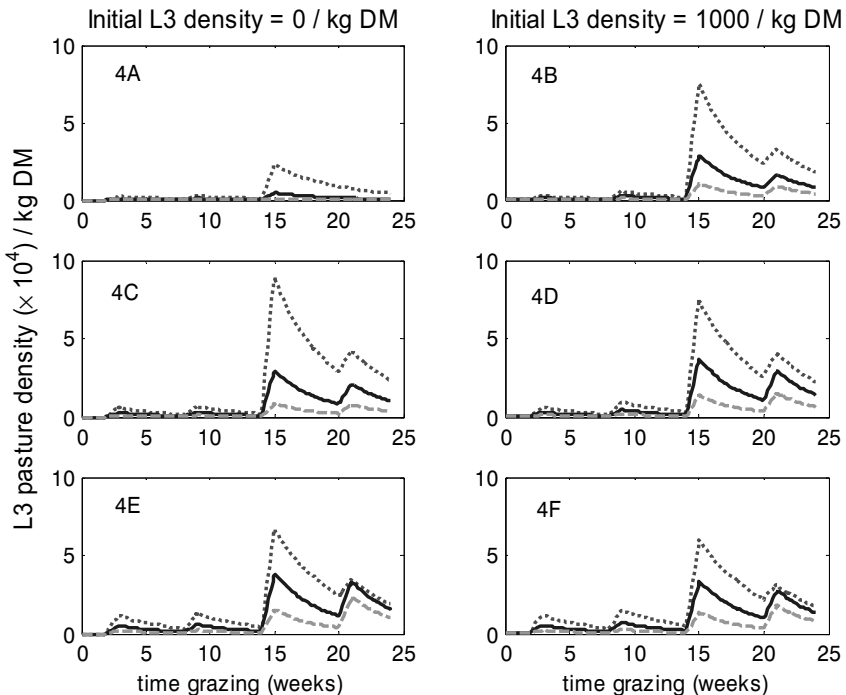 Initial L3 density = 0 / kg DM
Initial L3 density = 1000 / kg DM
L3 pasture density (× 10⁴) / kg DM
4A
10
5
0
0 5 10 15 20 25
4B
10
5
0
0 5 10 15 20 25
4C
10
5
0
0 5 10 15 20 25
4D
10
5
0
0 5 10 15 20 25
4E
10
5
0
0 5 10 15 20 25
time grazing (weeks)
4F
10
5
0
0 5 10 15 20 25
time grazing (weeks)